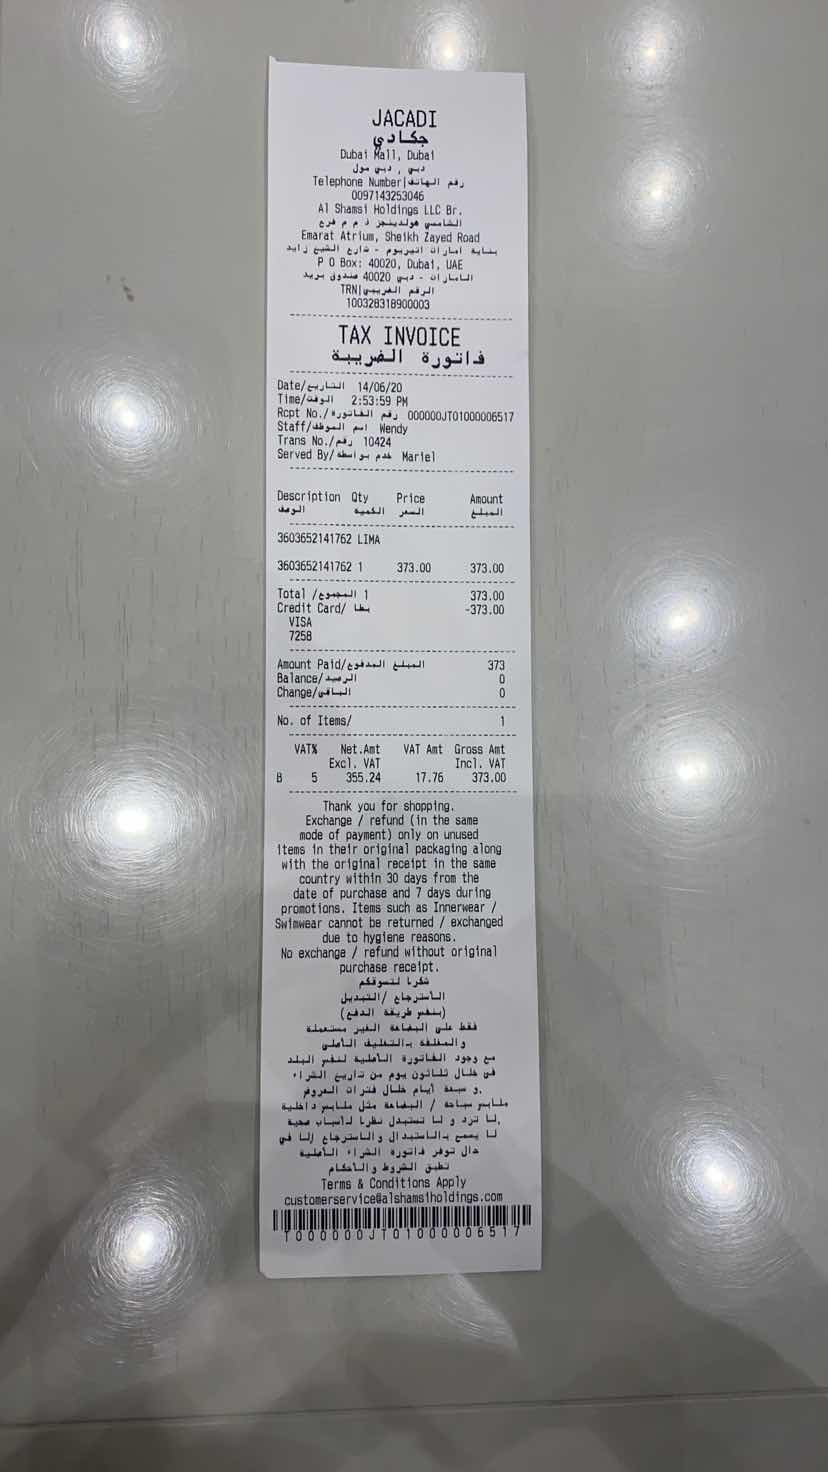 JACADI
جكادي
Dubai Mall, Dubai
دبي , دبي مول
Telephone Number|رقم الهاتف
0097143253046
Al Shamsi Holdings LLC Br.
الشامسي هولدينجز ذ م م فرع
Emarat Atrium, Sheikh Zayed Road
بناية امارات اتيريوم - شارع الشيخ زايد
P O Box: 40020, Dubai, UAE
الامارات - دبي 40020 صندوق بريد
TRN|الرقم الضريبي
100328318900003
TAX INVOICE
فاتورة الضريبة
Date/التاريخ 14/06/20
Time/الوقت 2:53:59 PM
Rcpt No./رقم الفاتورة 000000JT01000006517
Staff/اسم الموظف Wendy
Trans No./رقم 10424
Served By/خدم بواسطة Mariel
Description Qty Price Amount
الوصف الكميه السعر المبلغ
3603652141762 LIMA
3603652141762 1 373.00 373.00
Total /المجموع 1 373.00
Credit Card/ بطا -373.00
VISA
7258
Amount Paid/المبلغ المدفوع 373
Balance/الرصيد 0
Change/الباقى 0
No. of Items/ 1
VAT% Net.Amt VAT Amt Gross Amt
Excl. VAT Incl. VAT
B 5 355.24 17.76 373.00
Thank you for shopping.
Exchange / refund (in the same
mode of payment) only on unused
items in their original packaging along
with the original receipt in the same
country within 30 days from the
date of purchase and 7 days during
promotions. Items such as Innerwear /
Swimwear cannot be returned / exchanged
due to hygiene reasons.
No exchange / refund without original
purchase receipt.
شكرا لتسوقكم
الأسترجاع /التبديل
(بنفس طريقة الدفع)
فقط على البضاعة الغير مستعملة
والمغلفة بالتغليف الأصلى
مع وجود الفاتورة الأصلية لنفس البلد
فى خلال ثلاثون يوم من تاريخ الشراء
و سبعة أيام خلال فترات العروض.
ملابس سباحة / البضاعة مثل ملابس داخلية
لا ترد و لا تستبدل نظرا لأسباب صحية.
لا يسمح بالاستبدال والاسترجاع إلا في
حال توفر فاتورة الشراء الأصلية
تطبق الشروط والأحكام
Terms & Conditions Apply
customerservice@alshamsiholdings.com
T000000JT01000006517